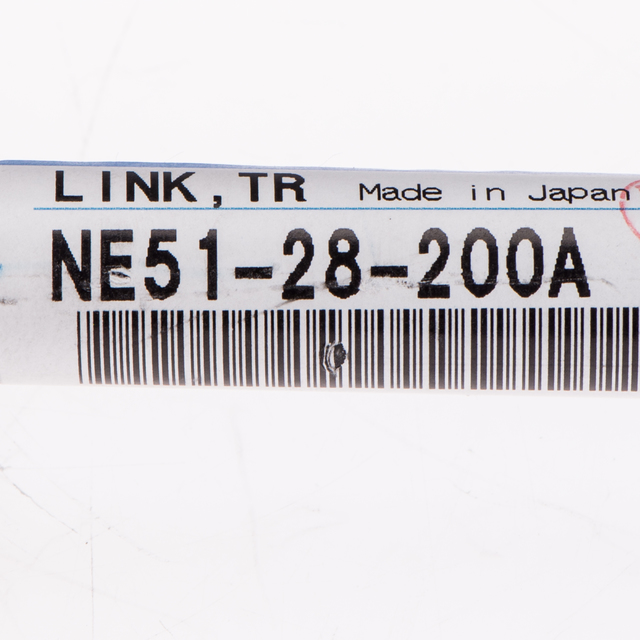 LINK,TR Made in Japan
NE51-28-200A